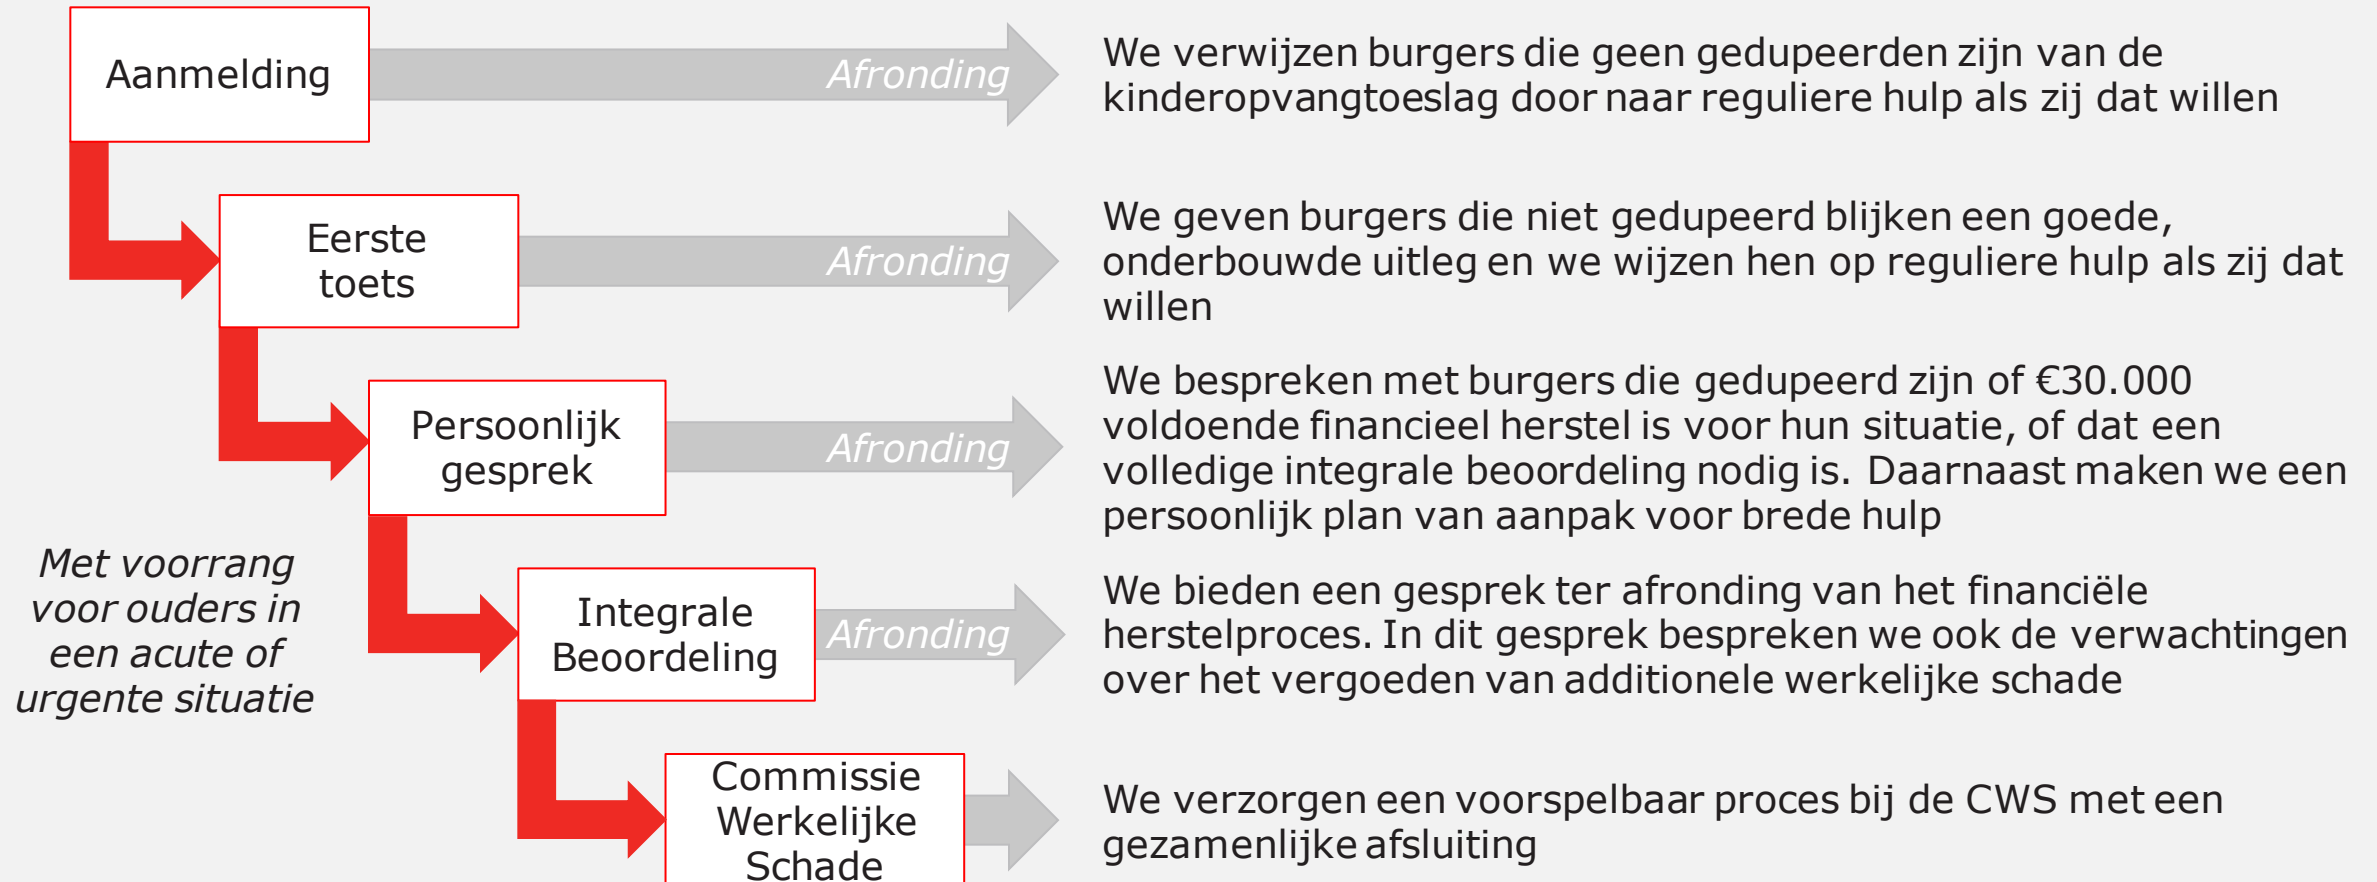 Aanmelding
Afronding
We verwijzen burgers die geen gedupeerden zijn van de
kinderopvangtoeslag door naar reguliere hulp als zij dat willen
Eerste
toets
Afronding
We geven burgers die niet gedupeerd blijken een goede,
onderbouwde uitleg en we wijzen hen op reguliere hulp als zij dat
willen
Persoonlijk
gesprek
Afronding
We bespreken met burgers die gedupeerd zijn of €30.000
voldoende financieel herstel is voor hun situatie, of dat een
volledige integrale beoordeling nodig is. Daarnaast maken we een
persoonlijk plan van aanpak voor brede hulp
Met voorrang
voor ouders in
een acute of
urgente situatie
Integrale
Beoordeling
Afronding
We bieden een gesprek ter afronding van het financiële
herstelproces. In dit gesprek bespreken we ook de verwachtingen
over het vergoeden van additionele werkelijke schade
Commissie
Werkelijke
Schade
We verzorgen een voorspelbaar proces bij de CWS met een
gezamenlijke afsluiting